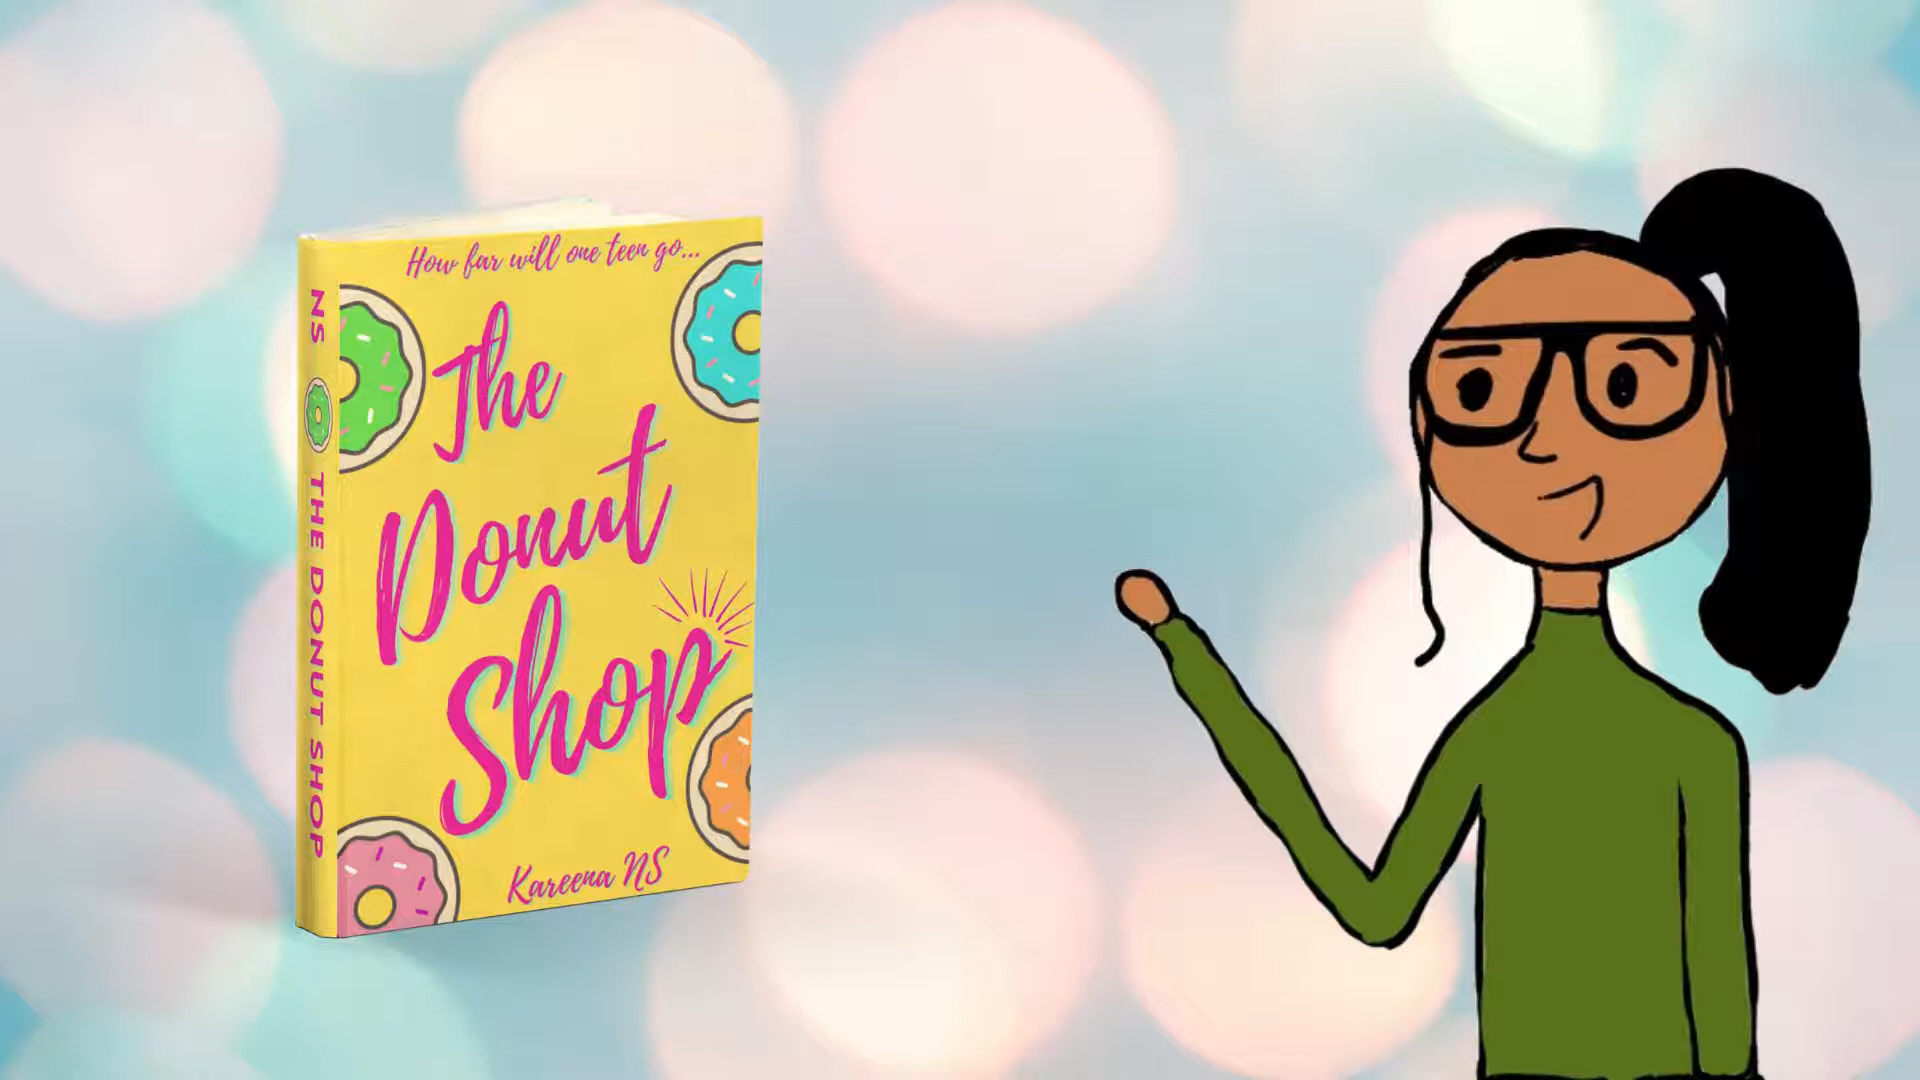 How far will one teen go...
The
Donut
Shop
Kareena NS
NS THE DONUT SHOP